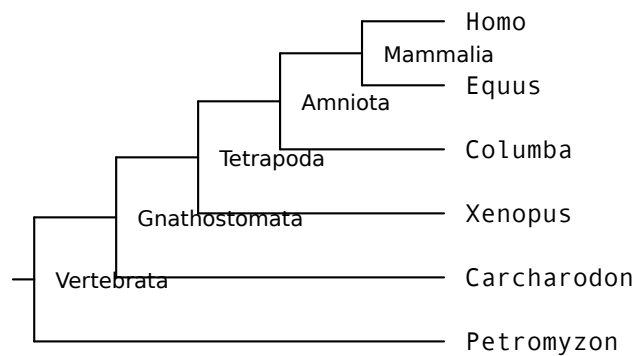 Homo
Mammalia
Equus
Amniota
Columba
Tetrapoda
Xenopus
Gnathostomata
Carcharodon
Vertebrata
Petromyzon